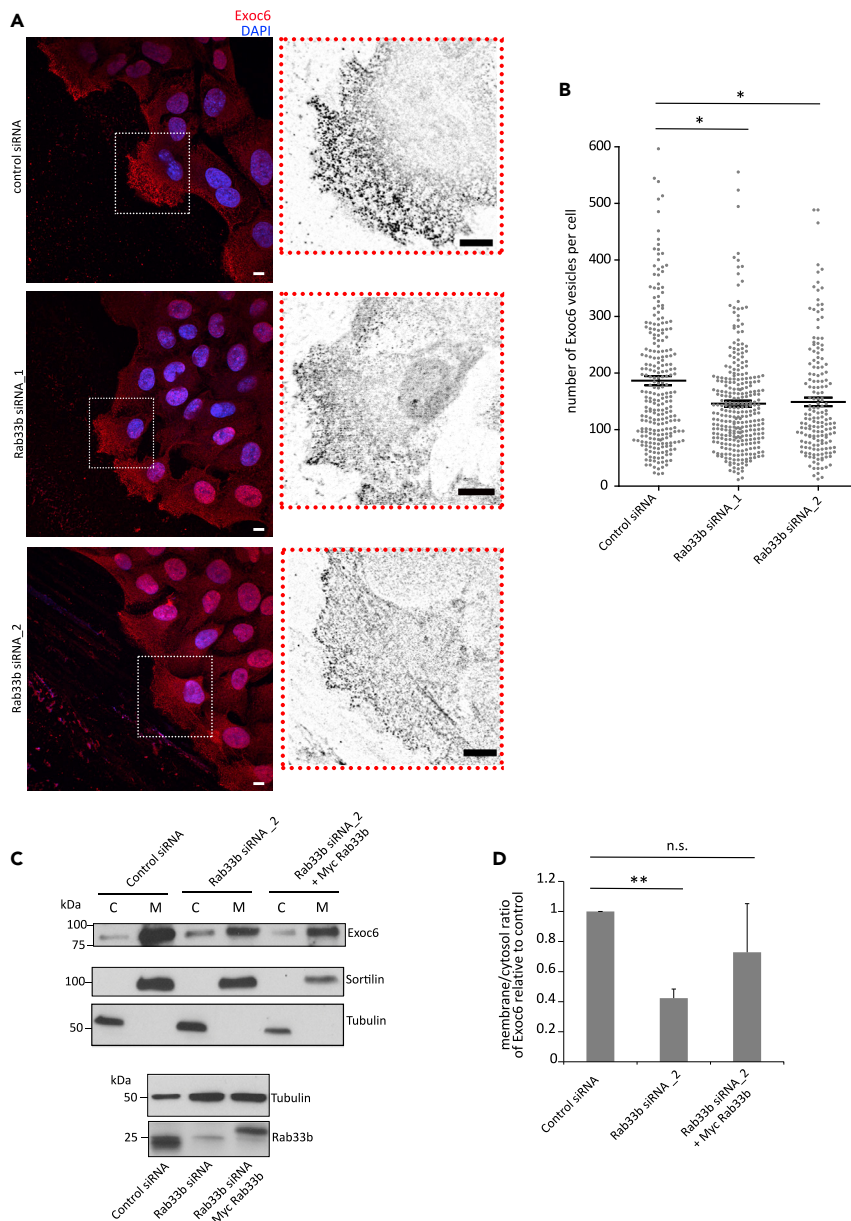 A
Exoc6
DAPI
control siRNA
Rab33b siRNA_1
Rab33b siRNA_2
B
*
*
number of Exoc6 vesicles per cell
600
500
400
300
200
100
0
Control siRNA
Rab33b siRNA_1
Rab33b siRNA_2
C
Control siRNA
Rab33b siRNA_2
Rab33b siRNA_2
+ Myc Rab33b
kDa
C M C M C M
100
75
Exoc6
100
Sortilin
50
Tubulin
kDa
50
Tubulin
25
Rab33b
Control siRNA
Rab33b siRNA
Rab33b siRNA
Myc Rab33b
D
n.s.
**
membrane/cytosol ratio
of Exoc6 relative to control
1.2
1
0.8
0.6
0.4
0.2
0
Control siRNA
Rab33b siRNA_2
Rab33b siRNA_2
+ Myc Rab33b